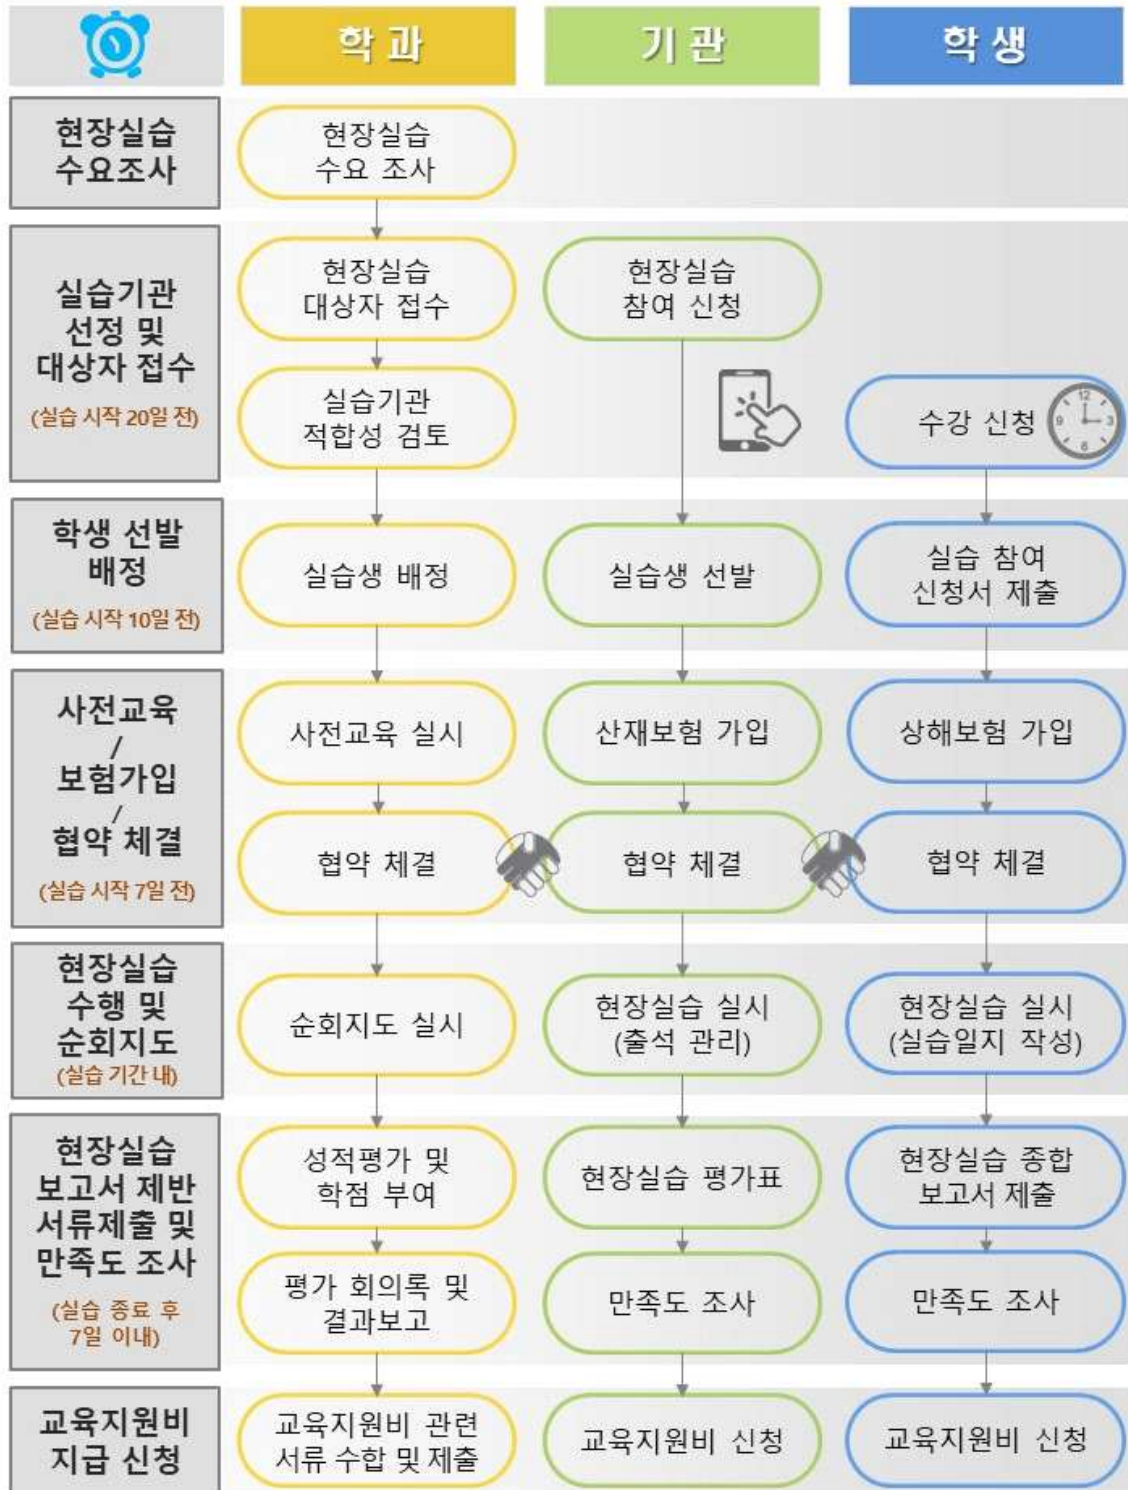 학과
기관
학생
현장실습
수요조사
현장실습
수요 조사
실습기관
선정 및
대상자 접수
(실습 시작 20일 전)
현장실습
대상자 접수
현장실습
참여 신청
실습기관
적합성 검토
수강 신청
12
9
3
6
학생 선발
배정
(실습 시작 10일 전)
실습생 배정
실습생 선발
실습 참여
신청서 제출
사전교육
/
보험가입
/
협약 체결
(실습 시작 7일 전)
사전교육 실시
산재보험 가입
상해보험 가입
협약 체결
협약 체결
협약 체결
현장실습
수행 및
순회지도
(실습 기간 내)
순회지도 실시
현장실습 실시
(출석 관리)
현장실습 실시
(실습일지 작성)
현장실습
보고서 제반
서류제출 및
만족도 조사
(실습 종료 후
7일 이내)
성적평가 및
학점 부여
현장실습 평가표
현장실습 종합
보고서 제출
평가 회의록 및
결과보고
만족도 조사
만족도 조사
교육지원비
지급 신청
교육지원비 관련
서류 수합 및 제출
교육지원비 신청
교육지원비 신청